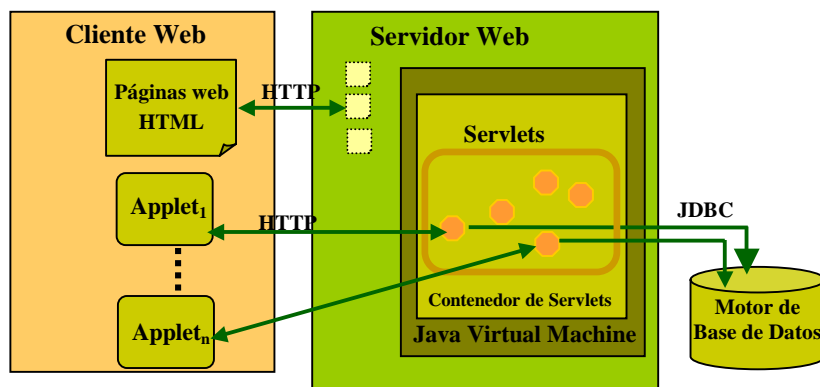 Cliente Web
Servidor Web
Páginas web
HTML
HTTP
Servlets
Applet1
HTTP
JDBC
Contenedor de Servlets
Motor de
Base de Datos
Appletn
Java Virtual Machine